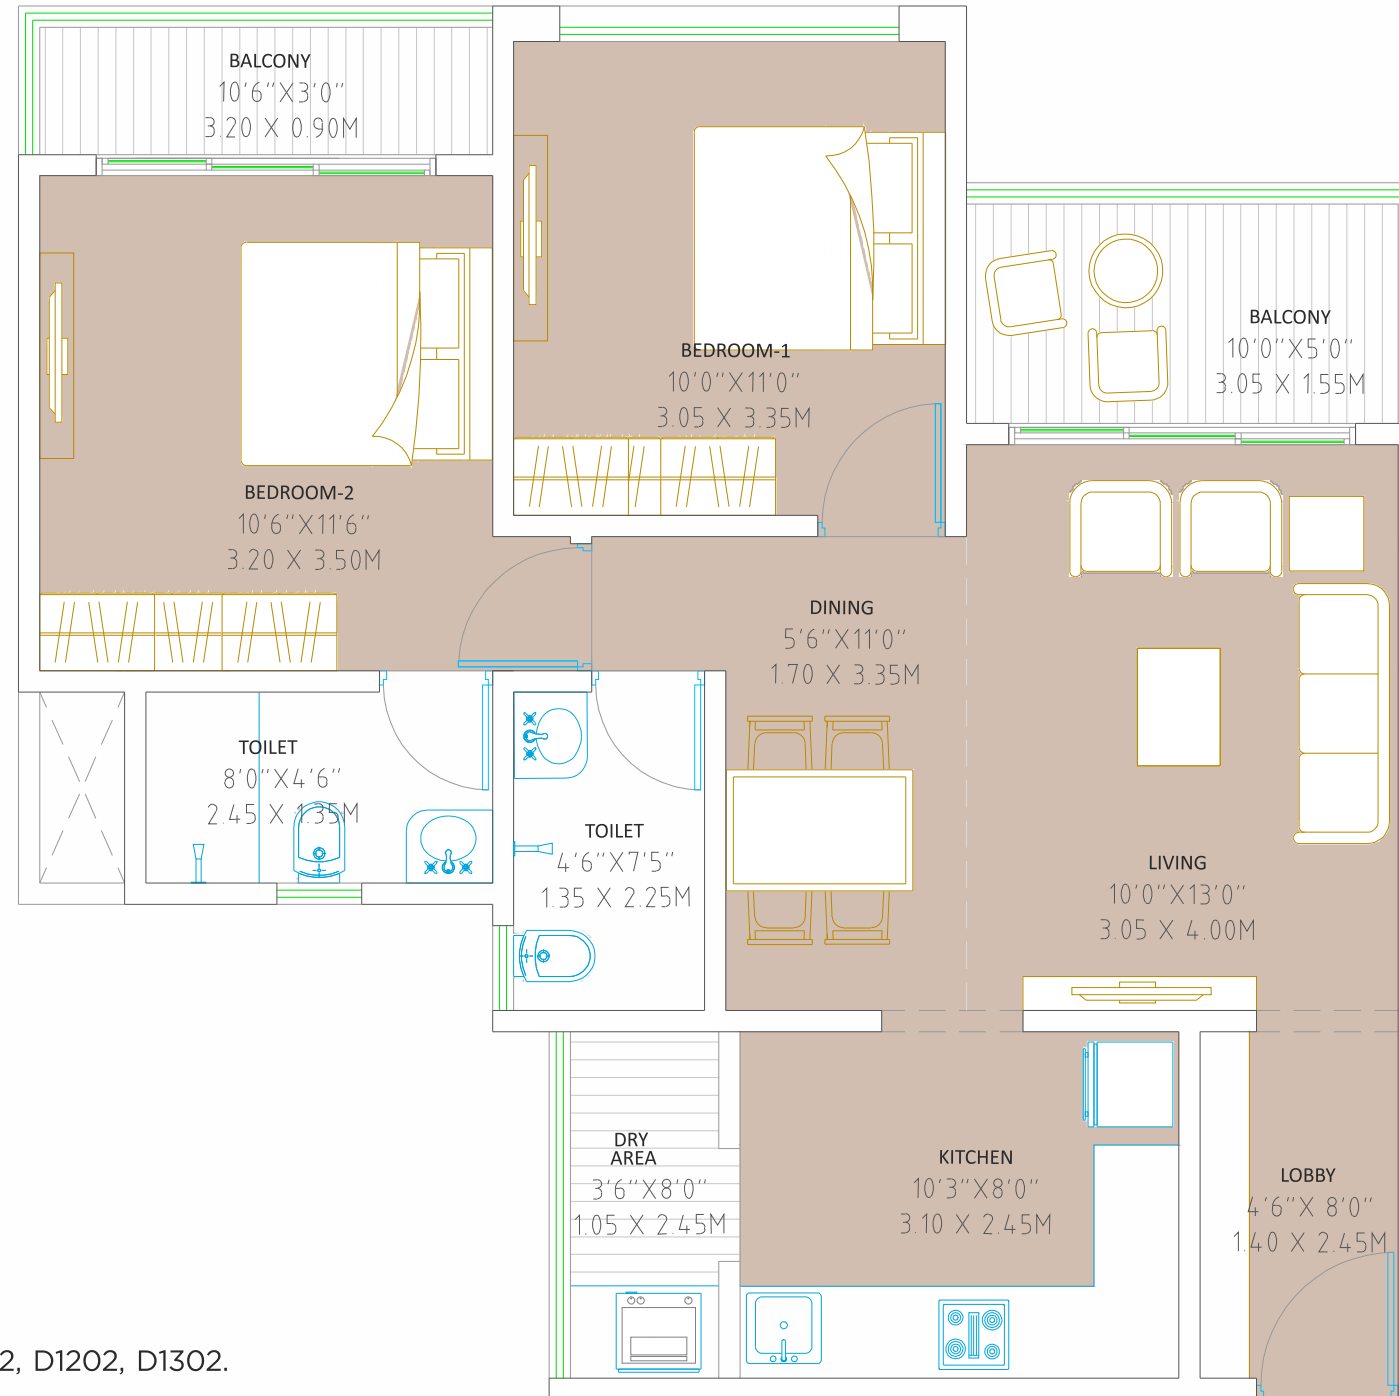 BALCONY
10'6"X3'0"
3.20 X 0.90M
BEDROOM-1
10'0"X11'0"
3.05 X 3.35M
BALCONY
10'0"X5'0"
3.05 X 1.55M
BEDROOM-2
10'6"X11'6"
3.20 X 3.50M
DINING
5'6"X11'0"
1.70 X 3.35M
TOILET
8'0"X4'6"
2.45 X 1.35M
TOILET
4'6"X7'5"
1.35 X 2.25M
LIVING
10'0"X13'0"
3.05 X 4.00M
DRY
AREA
3'6"X8'0"
1.05 X 2.45M
KITCHEN
10'3"X8'0"
3.10 X 2.45M
LOBBY
4'6"X 8'0"
1.40 X 2.45M
2, D1202, D1302.